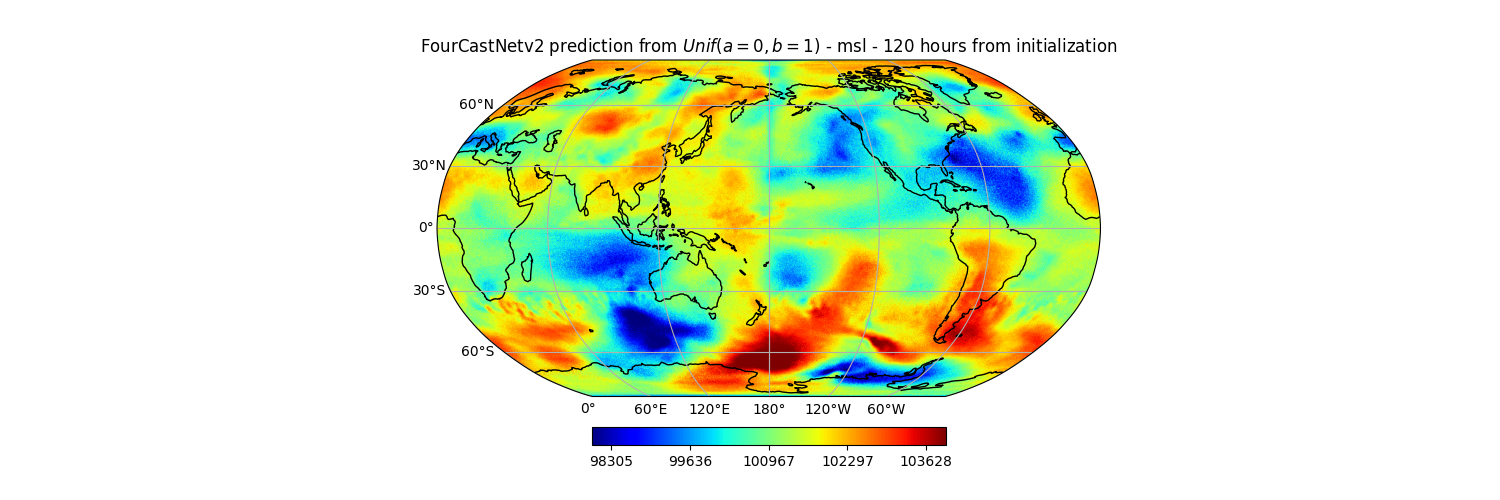 FourCastNetv2 prediction from Unif(a = 0, b = 1) - msl - 120 hours from initialization
60°N
30°N
0°
30°S
60°S
0° 60°E 120°E 180° 120°W 60°W
98305 99636 100967 102297 103628